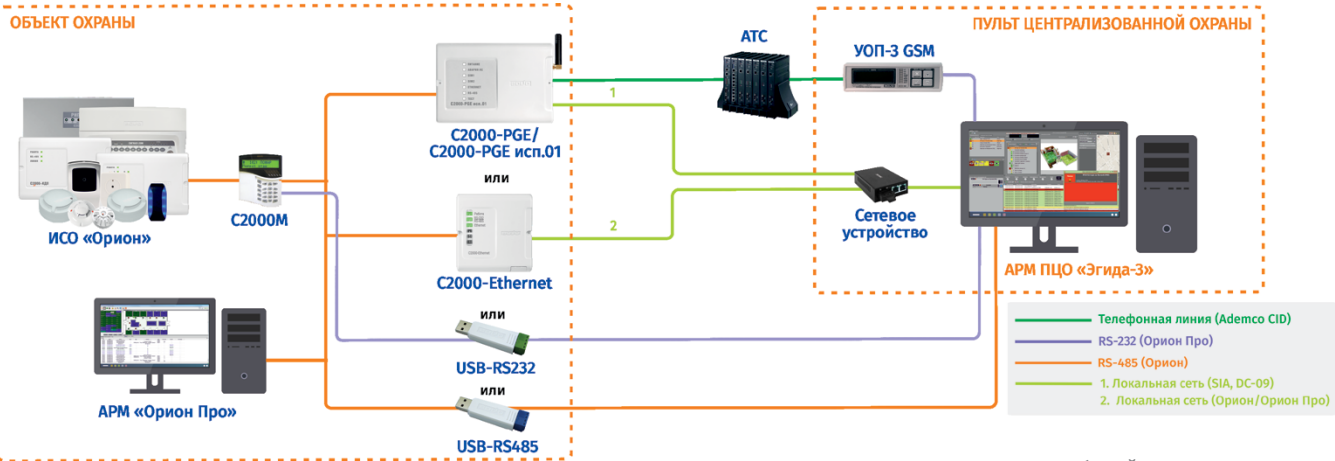 ОБЪЕКТ ОХРАНЫ
ПУЛЬТ ЦЕНТРАЛИЗОВАННОЙ ОХРАНЫ
АТС
УОП-3 GSM
1
С2000-PGE/
С2000-PGE исп.01
или
С2000М
ИСО «Орион»
2
Сетевое
устройство
С2000-Ethernet
АРМ ПЦО «Эгида-3»
или
USB-RS232
или
АРМ «Орион Про»
USB-RS485
Телефонная линия (Ademco CID)
RS-232 (Орион Про)
RS-485 (Орион)
1. Локальная сеть (SIA, DC-09)
2. Локальная сеть (Орион/Орион Про)